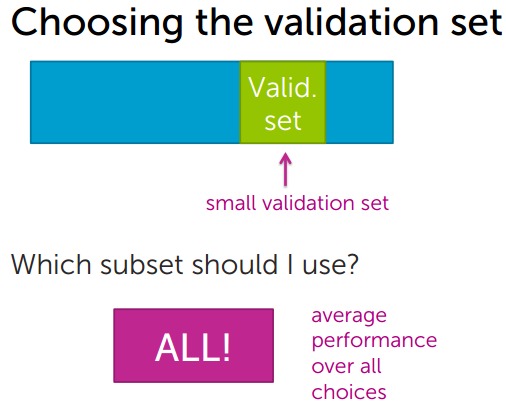 Choosing the validation set
Valid.
set
small validation set
Which subset should I use?
ALL!
average
performance
over all
choices